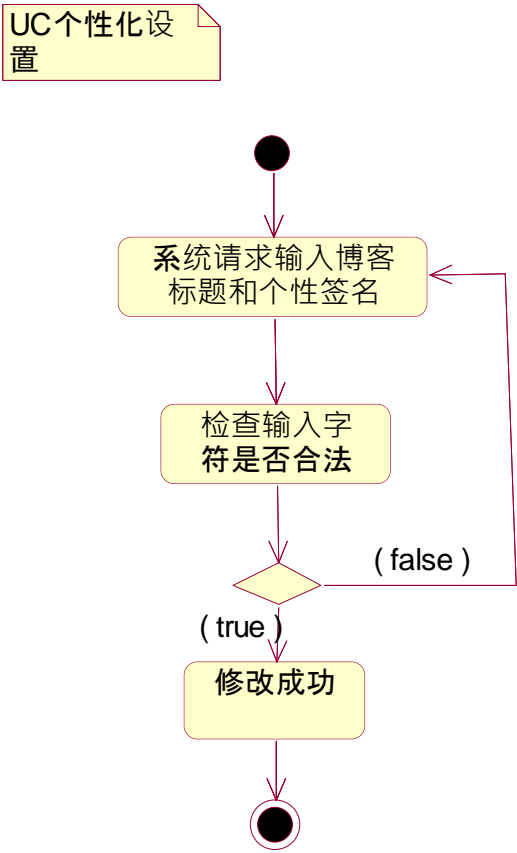 UC个性化设
置
系统请求输入博客
标题和个性签名
检查输入字
符是否合法
( false )
( true )
修改成功